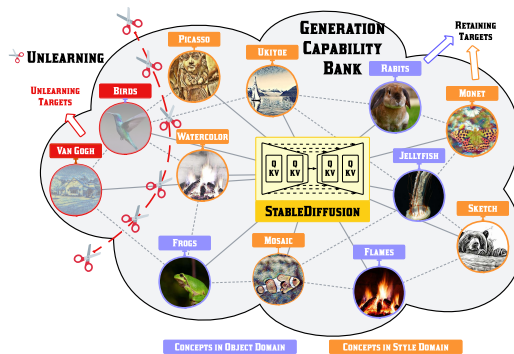 Unlearning
Unlearning
Targets
Picasso
Ukiyoe
Generation
Capability
Bank
Retaining
Targets
Birds
Rabits
Monet
Van Gogh
Watercolor
Q
KV
Q
KV
Q
KV
Q
KV
StableDiffusion
Jellyfish
Sketch
Frogs
Mosaic
Flames
Concepts in Object Domain
Concepts in Style Domain